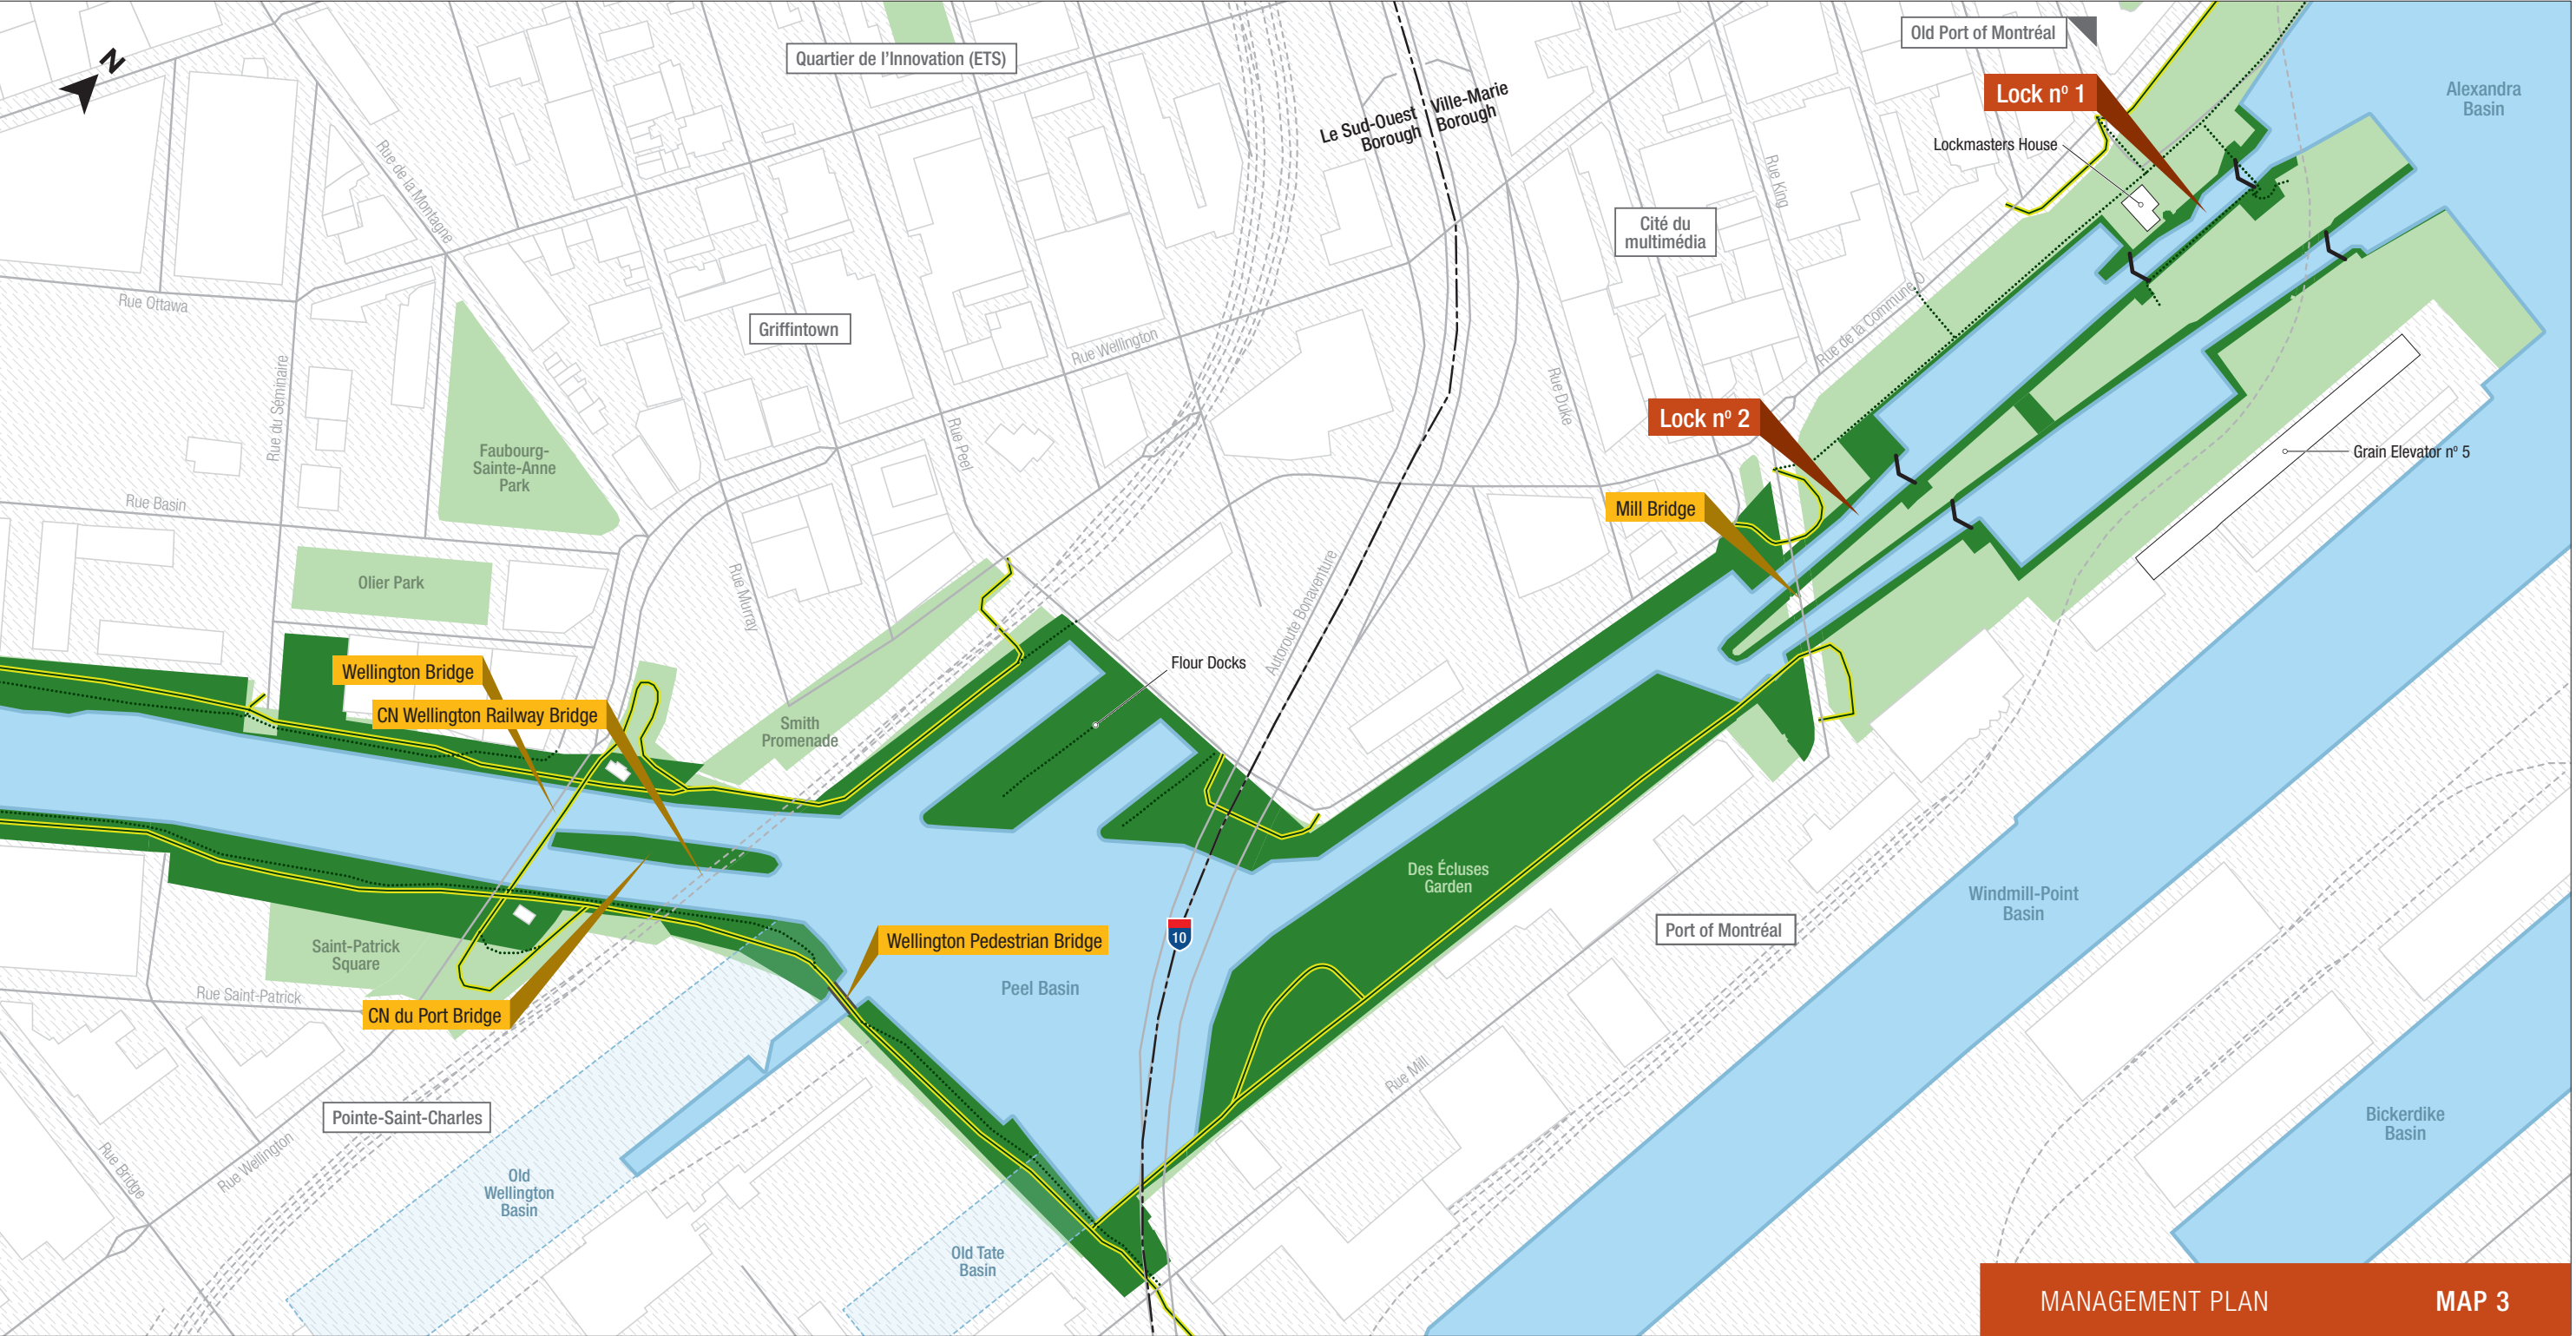 N
Quartier de l'Innovation (ETS)
Old Port of Montréal
Alexandra
Basin
Lock nº 1
Le Sud-Ouest
Borough
Ville-Marie
Borough
Lockmasters House
Rue de la Montagne
Rue King
Cité du
multimédia
Rue Ottawa
Griffintown
Rue Wellington
Rue de la Commune O
Rue du Séminaire
Rue Peel
Rue Duke
Lock nº 2
Faubourg-
Sainte-Anne
Park
Grain Elevator nº 5
Rue Basin
Mill Bridge
Olier Park
Rue Murray
Autoroute Bonaventure
Flour Docks
Wellington Bridge
CN Wellington Railway Bridge
Smith
Promenade
Des Écluses
Garden
Windmill-Point
Basin
Port of Montréal
10
Wellington Pedestrian Bridge
Saint-Patrick
Square
Peel Basin
Rue Saint-Patrick
CN du Port Bridge
Rue Mill
Pointe-Saint-Charles
Bickerdike
Basin
Rue Bridge
Rue Wellington
Old
Wellington
Basin
Old Tate
Basin
MANAGEMENT PLAN MAP 3